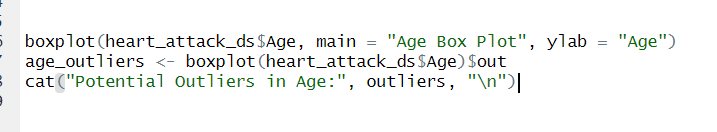 boxplot(heart_attack_ds$Age, main = "Age Box Plot", ylab = "Age")
age_outliers <- boxplot(heart_attack_ds$Age)$out
cat("Potential Outliers in Age:", outliers, "\n")